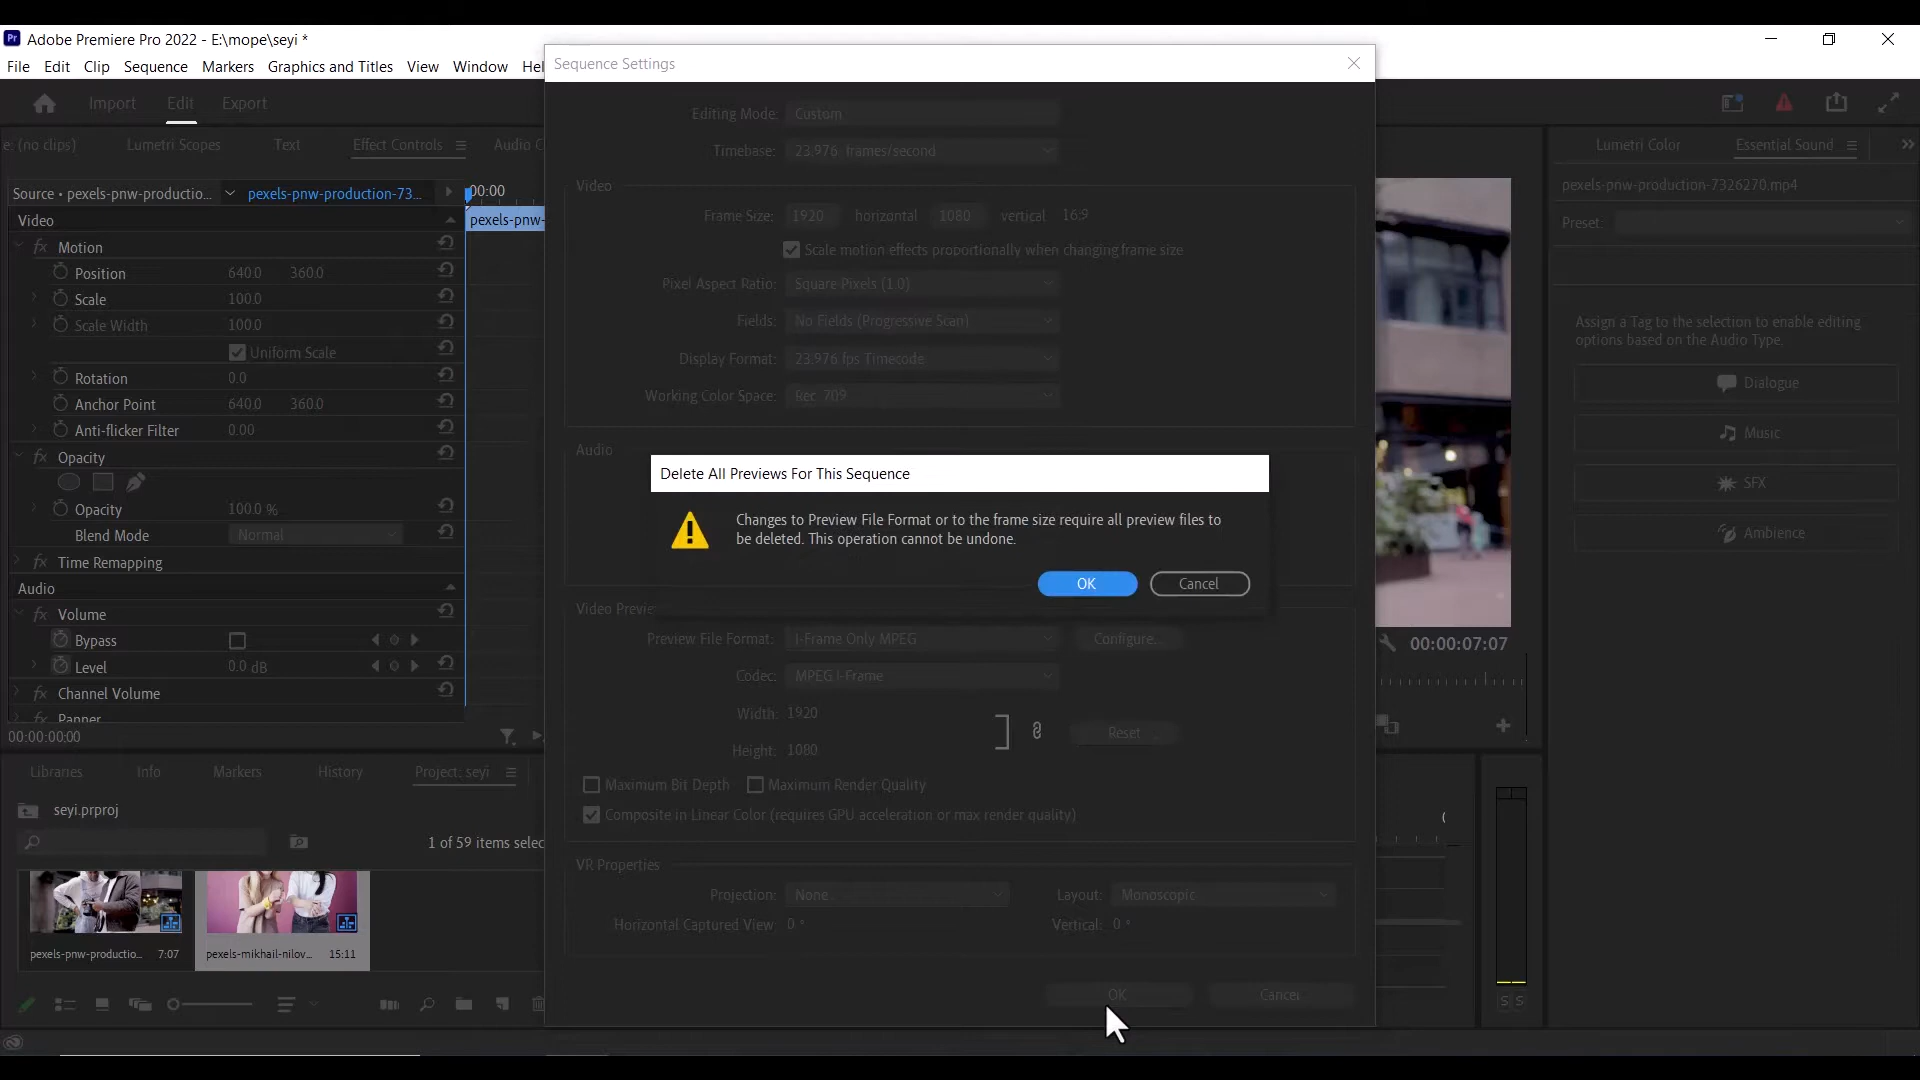 Adobe Premiere Pro 2022 - E:\mope\seyi *
File Edit Clip Sequence Markers Graphics and Titles View Window Hel
Import Edit Export
e: (no clips) Lumetri Scopes Text Effect Controls Audio C
Source • pexels-pnw-productio... pexels-pnw-production-73...
00:00
Video
pexels-pnw-
fx Motion
Position 640.0 360.0
Scale 100.0
Scale Width 100.0
Uniform Scale
Rotation 0.0
Anchor Point 640.0 360.0
Anti-flicker Filter 0.00
fx Opacity
Opacity 100.0 %
Blend Mode Normal
fx Time Remapping
Audio
fx Volume
Bypass
Level 0.0 dB
fx Channel Volume
fx Panner
00:00:00:00
Libraries Info Markers History Project: seyi
seyi.prproj
1 of 59 items selec
pexels-pnw-productio... 7:07
pexels-mikhail-nilov... 15:11
Sequence Settings
Editing Mode: Custom
Timebase: 23.976 frames/second
Video
Frame Size: 1920 horizontal 1080 vertical 16:9
Scale motion effects proportionally when changing frame size
Pixel Aspect Ratio: Square Pixels (1.0)
Fields: No Fields (Progressive Scan)
Display Format: 23.976 fps Timecode
Working Color Space: Rec. 709
Audio
Delete All Previews For This Sequence
Changes to Preview File Format or to the frame size require all preview files to
be deleted. This operation cannot be undone.
OK Cancel
Video Previe
Preview File Format: I-Frame Only MPEG Configure...
Codec: MPEG I-Frame
Width: 1920
Height: 1080
Reset
Maximum Bit Depth Maximum Render Quality
Composite in Linear Color (requires GPU acceleration or max render quality)
VR Properties
Projection: None Layout: Monoscopic
Horizontal Captured View: 0 ° Vertical: 0 °
OK Cancel
00:00:07:07
S S
Lumetri Color Essential Sound
pexels-pnw-production-7326270.mp4
Preset:
Assign a Tag to the selection to enable editing
options based on the Audio Type.
Dialogue
Music
SFX
Ambience